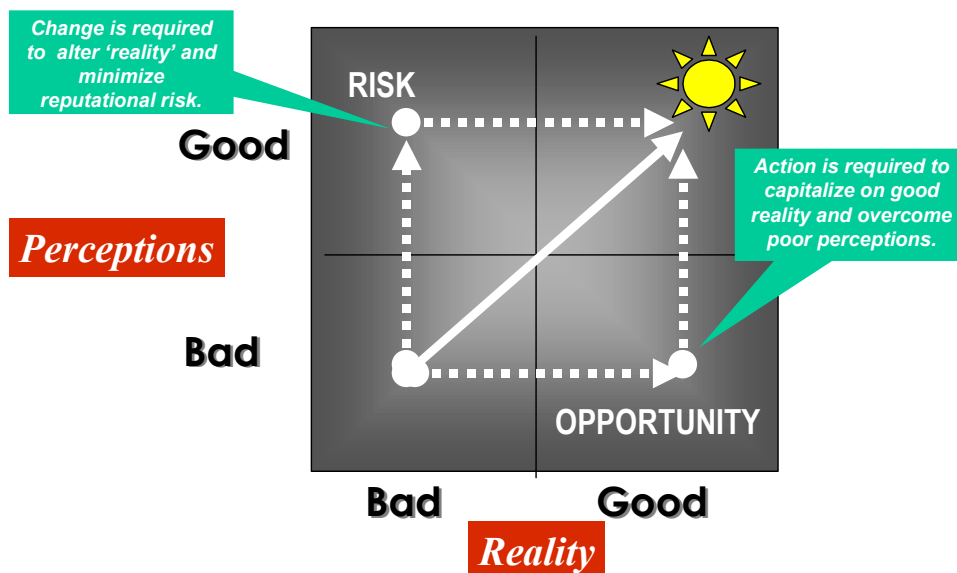 Change is required
to alter ‘reality’ and
minimize
reputational risk.
RISK
Good
Action is required to
capitalize on good
reality and overcome
poor perceptions.
Perceptions
Bad
OPPORTUNITY
Bad
Good
Reality